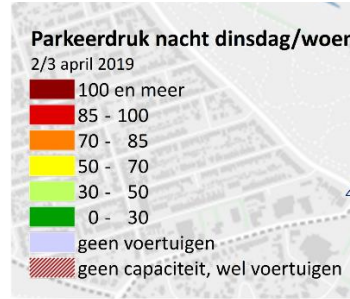 Parkeerdruk nacht dinsdag/woen
2/3 april 2019
100 en meer
85 - 100
70 - 85
50 - 70
30 - 50
0 - 30
geen voertuigen
geen capaciteit, wel voertuigen